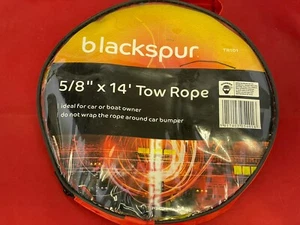 blackspur
5/8" x 14' Tow Rope
ideal for car or boat owner
do not wrap the rope around car bumper